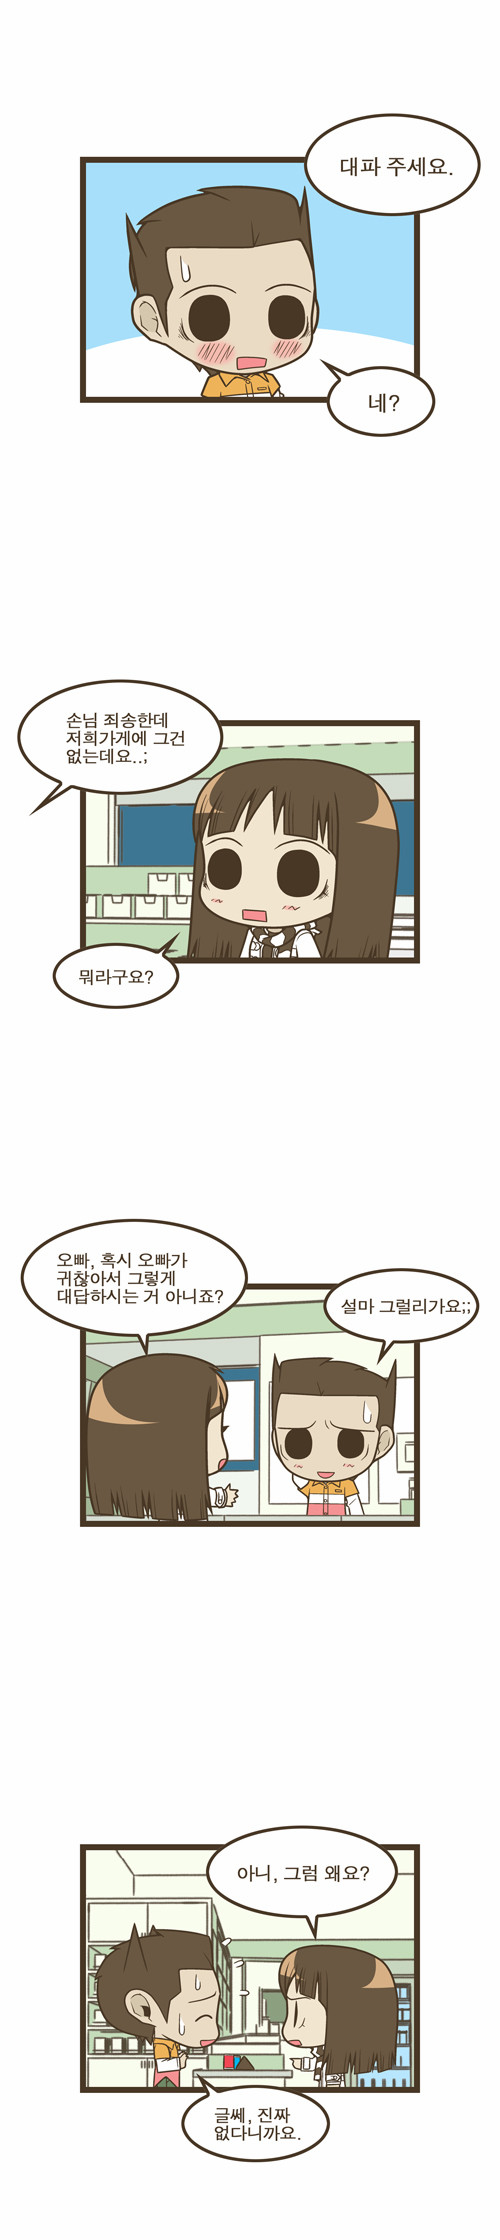 대파 주세요.
네?
손님 죄송한데
저희가게에 그건
없는데요..;
뭐라구요?
오빠, 혹시 오빠가
귀찮아서 그렇게
대답하시는 거 아니죠?
설마 그럴리가요;;
아니, 그럼 왜요?
글쎄, 진짜
없다니까요.